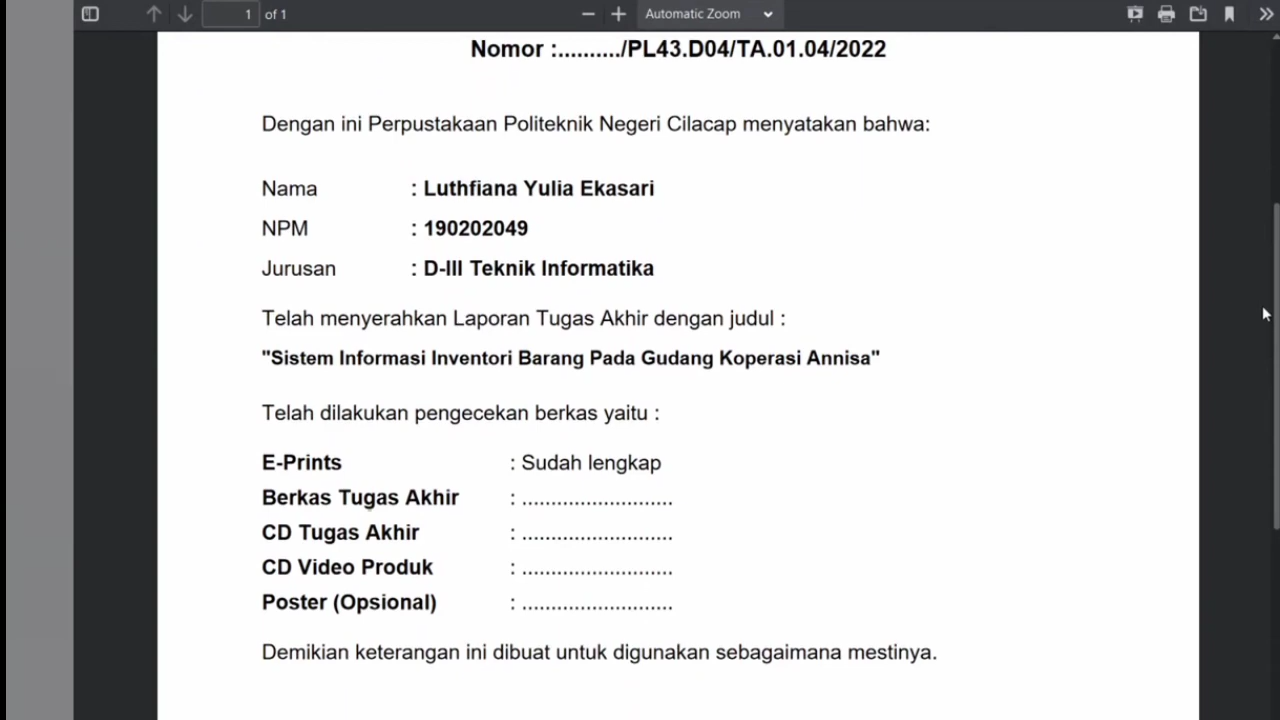 1 of 1
Automatic Zoom
Nomor :........../PL43.D04/TA.01.04/2022
Dengan ini Perpustakaan Politeknik Negeri Cilacap menyatakan bahwa:
Nama : Luthfiana Yulia Ekasari
NPM : 190202049
Jurusan : D-III Teknik Informatika
Telah menyerahkan Laporan Tugas Akhir dengan judul :
"Sistem Informasi Inventori Barang Pada Gudang Koperasi Annisa"
Telah dilakukan pengecekan berkas yaitu :
E-Prints : Sudah lengkap
Berkas Tugas Akhir : .........................
CD Tugas Akhir : .........................
CD Video Produk : .........................
Poster (Opsional) : .........................
Demikian keterangan ini dibuat untuk digunakan sebagaimana mestinya.